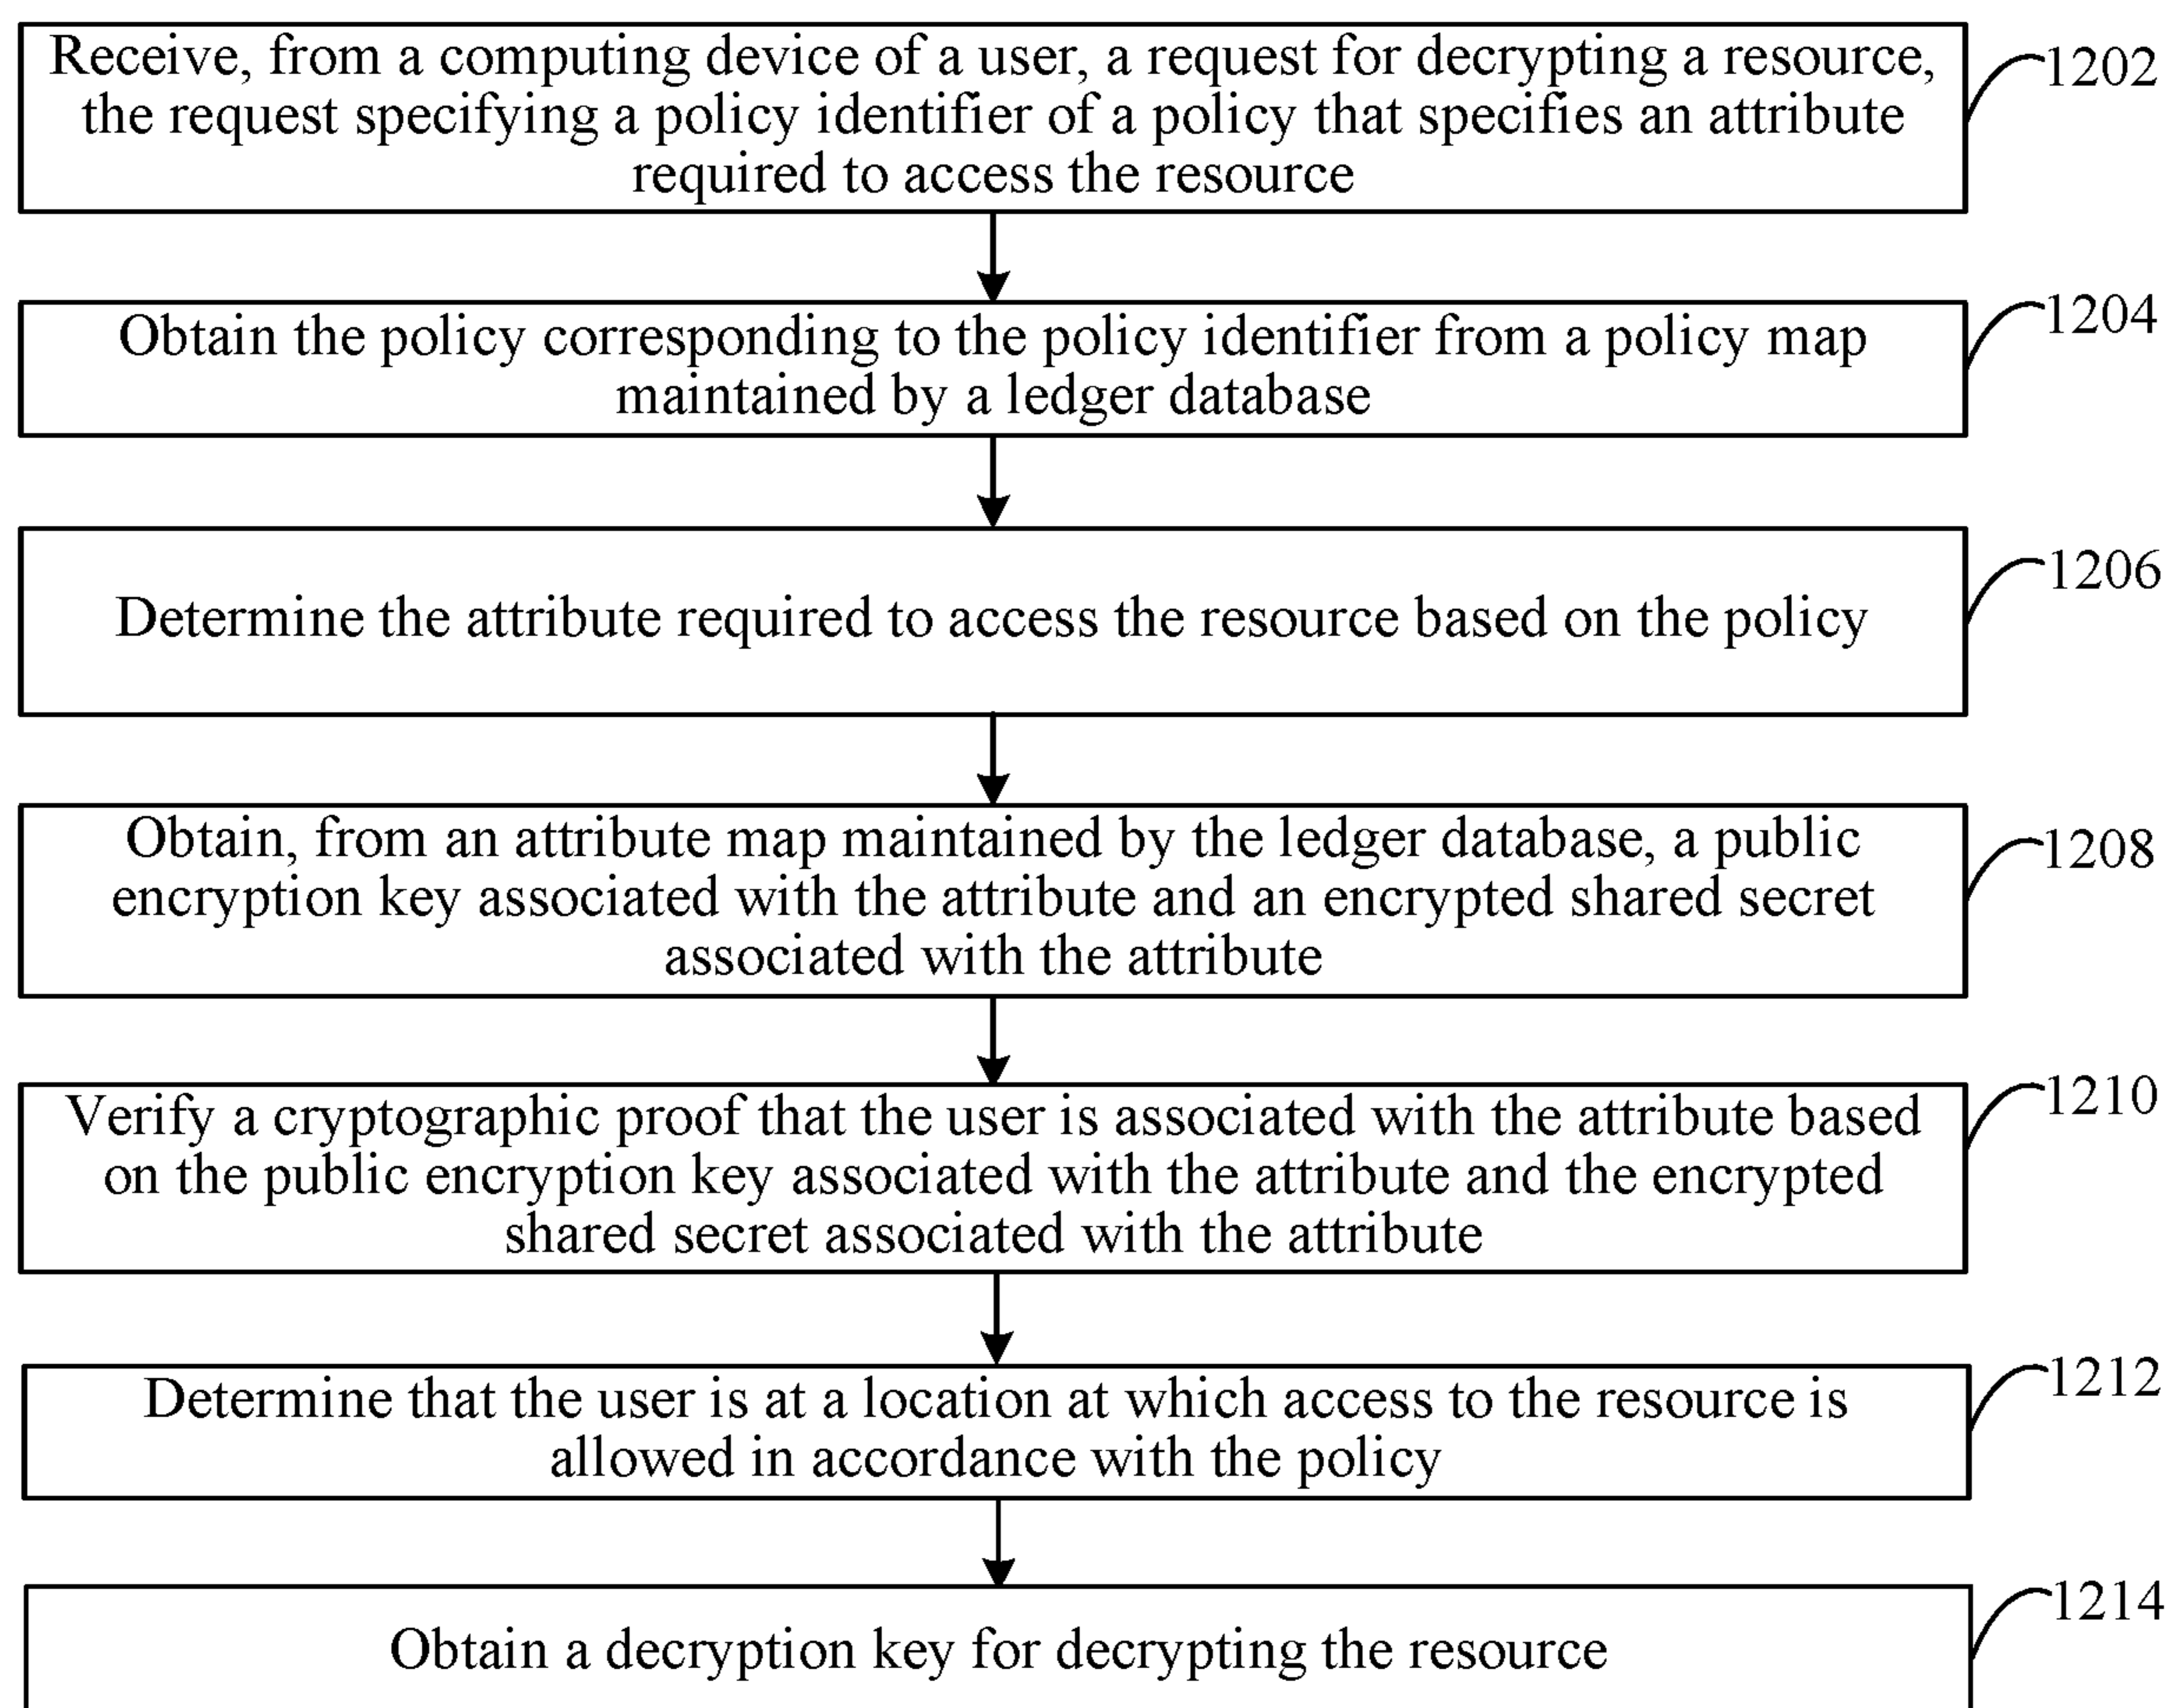 Receive, from a computing device of a user, a request for decrypting a resource,
the request specifying a policy identifier of a policy that specifies an attribute
required to access the resource
1202
Obtain the policy corresponding to the policy identifier from a policy map
maintained by a ledger database
1204
Determine the attribute required to access the resource based on the policy
1206
Obtain, from an attribute map maintained by the ledger database, a public
encryption key associated with the attribute and an encrypted shared secret
associated with the attribute
1208
Verify a cryptographic proof that the user is associated with the attribute based
on the public encryption key associated with the attribute and the encrypted
shared secret associated with the attribute
1210
Determine that the user is at a location at which access to the resource is
allowed in accordance with the policy
1212
Obtain a decryption key for decrypting the resource
1214